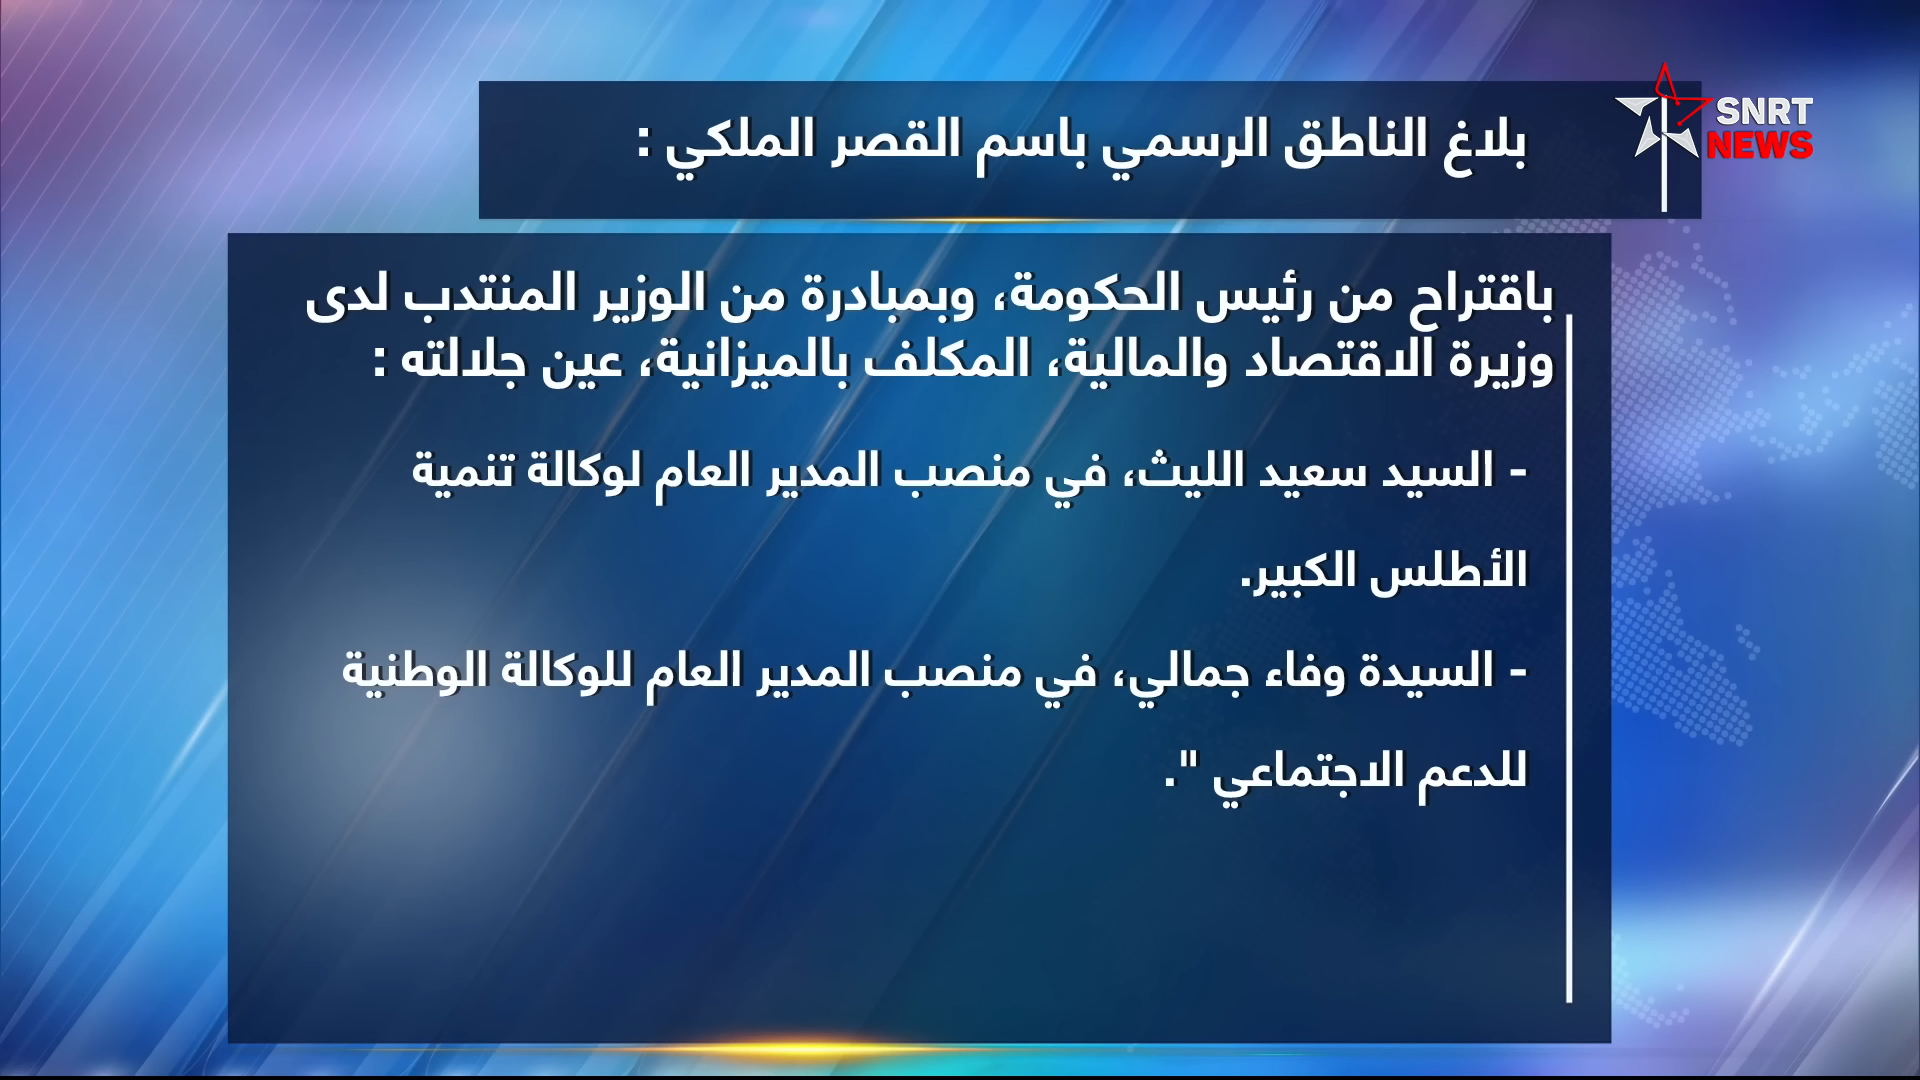 بلاغ الناطق الرسمي باسم القصر الملكي :
SNRT
NEWS
باقتراح من رئيس الحكومة، وبمبادرة من الوزير المنتدب لدى
وزيرة الاقتصاد والمالية، المكلف بالميزانية، عين جلالته :
- السيد سعيد الليث، في منصب المدير العام لوكالة تنمية
الأطلس الكبير.
- السيدة وفاء جمالي، في منصب المدير العام للوكالة الوطنية
للدعم الاجتماعي ".